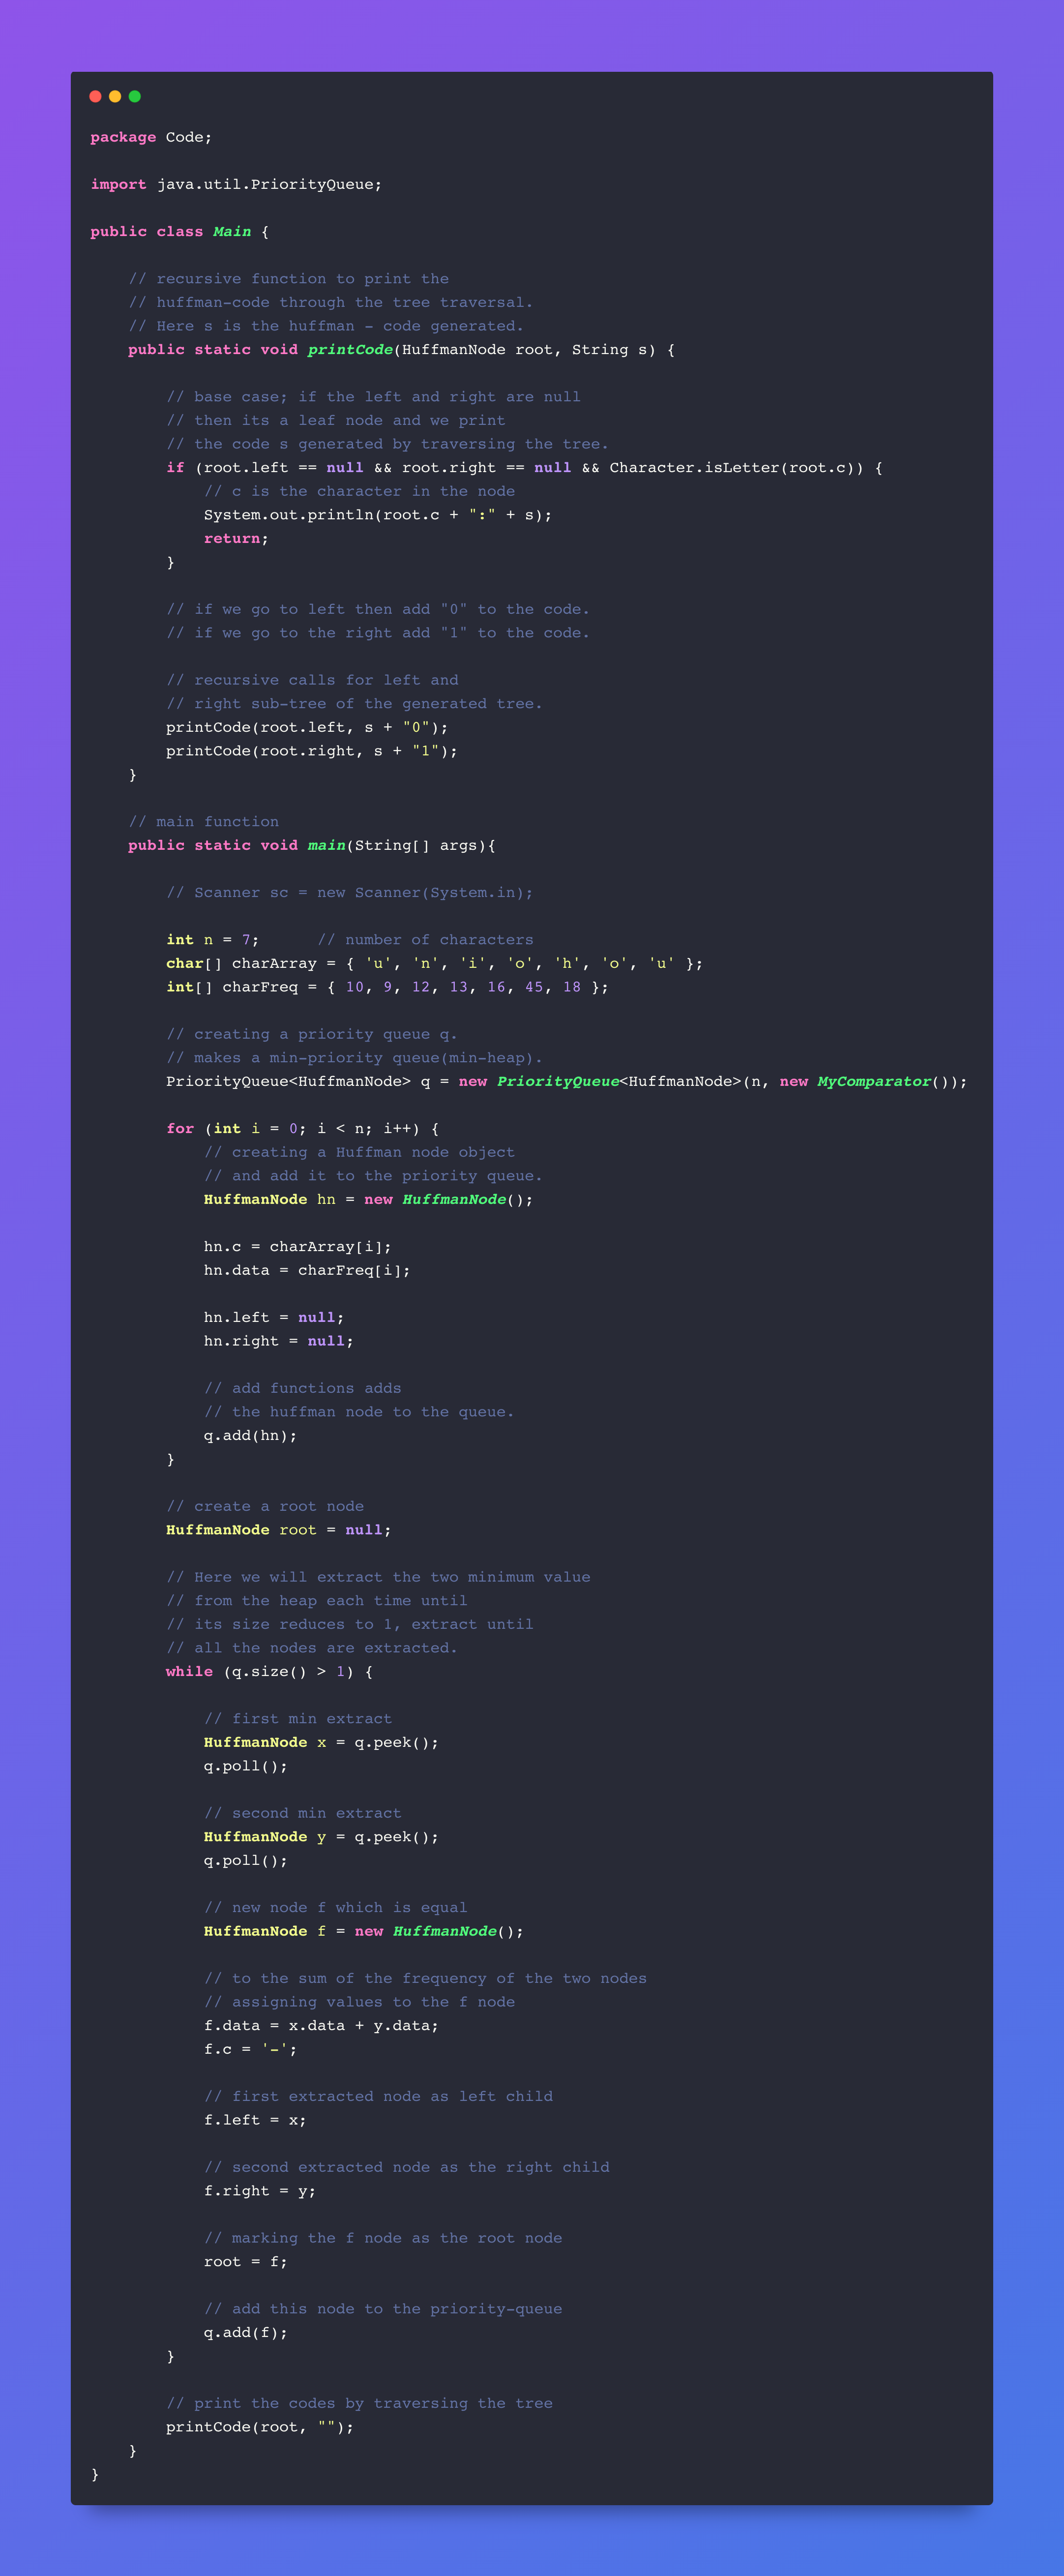 package Code;

import java.util.PriorityQueue;

public class Main {

    // recursive function to print the
    // huffman-code through the tree traversal.
    // Here s is the huffman - code generated.
    public static void printCode(HuffmanNode root, String s) {

        // base case; if the left and right are null
        // then its a leaf node and we print
        // the code s generated by traversing the tree.
        if (root.left == null && root.right == null && Character.isLetter(root.c)) {
            // c is the character in the node
            System.out.println(root.c + ":" + s);
            return;
        }

        // if we go to left then add "0" to the code.
        // if we go to the right add "1" to the code.

        // recursive calls for left and
        // right sub-tree of the generated tree.
        printCode(root.left, s + "0");
        printCode(root.right, s + "1");
    }

    // main function
    public static void main(String[] args){

        // Scanner sc = new Scanner(System.in);

        int n = 7;      // number of characters
        char[] charArray = { 'u', 'n', 'i', 'o', 'h', 'o', 'u' };
        int[] charFreq = { 10, 9, 12, 13, 16, 45, 18 };

        // creating a priority queue q.
        // makes a min-priority queue(min-heap).
        PriorityQueue<HuffmanNode> q = new PriorityQueue<HuffmanNode>(n, new MyComparator());

        for (int i = 0; i < n; i++) {
            // creating a Huffman node object
            // and add it to the priority queue.
            HuffmanNode hn = new HuffmanNode();

            hn.c = charArray[i];
            hn.data = charFreq[i];

            hn.left = null;
            hn.right = null;

            // add functions adds
            // the huffman node to the queue.
            q.add(hn);
        }

        // create a root node
        HuffmanNode root = null;

        // Here we will extract the two minimum value
        // from the heap each time until
        // its size reduces to 1, extract until
        // all the nodes are extracted.
        while (q.size() > 1) {

            // first min extract
            HuffmanNode x = q.peek();
            q.poll();

            // second min extract
            HuffmanNode y = q.peek();
            q.poll();

            // new node f which is equal
            HuffmanNode f = new HuffmanNode();

            // to the sum of the frequency of the two nodes
            // assigning values to the f node
            f.data = x.data + y.data;
            f.c = '-';

            // first extracted node as left child
            f.left = x;

            // second extracted node as the right child
            f.right = y;

            // marking the f node as the root node
            root = f;

            // add this node to the priority-queue
            q.add(f);
        }

        // print the codes by traversing the tree
        printCode(root, "");
    }
}